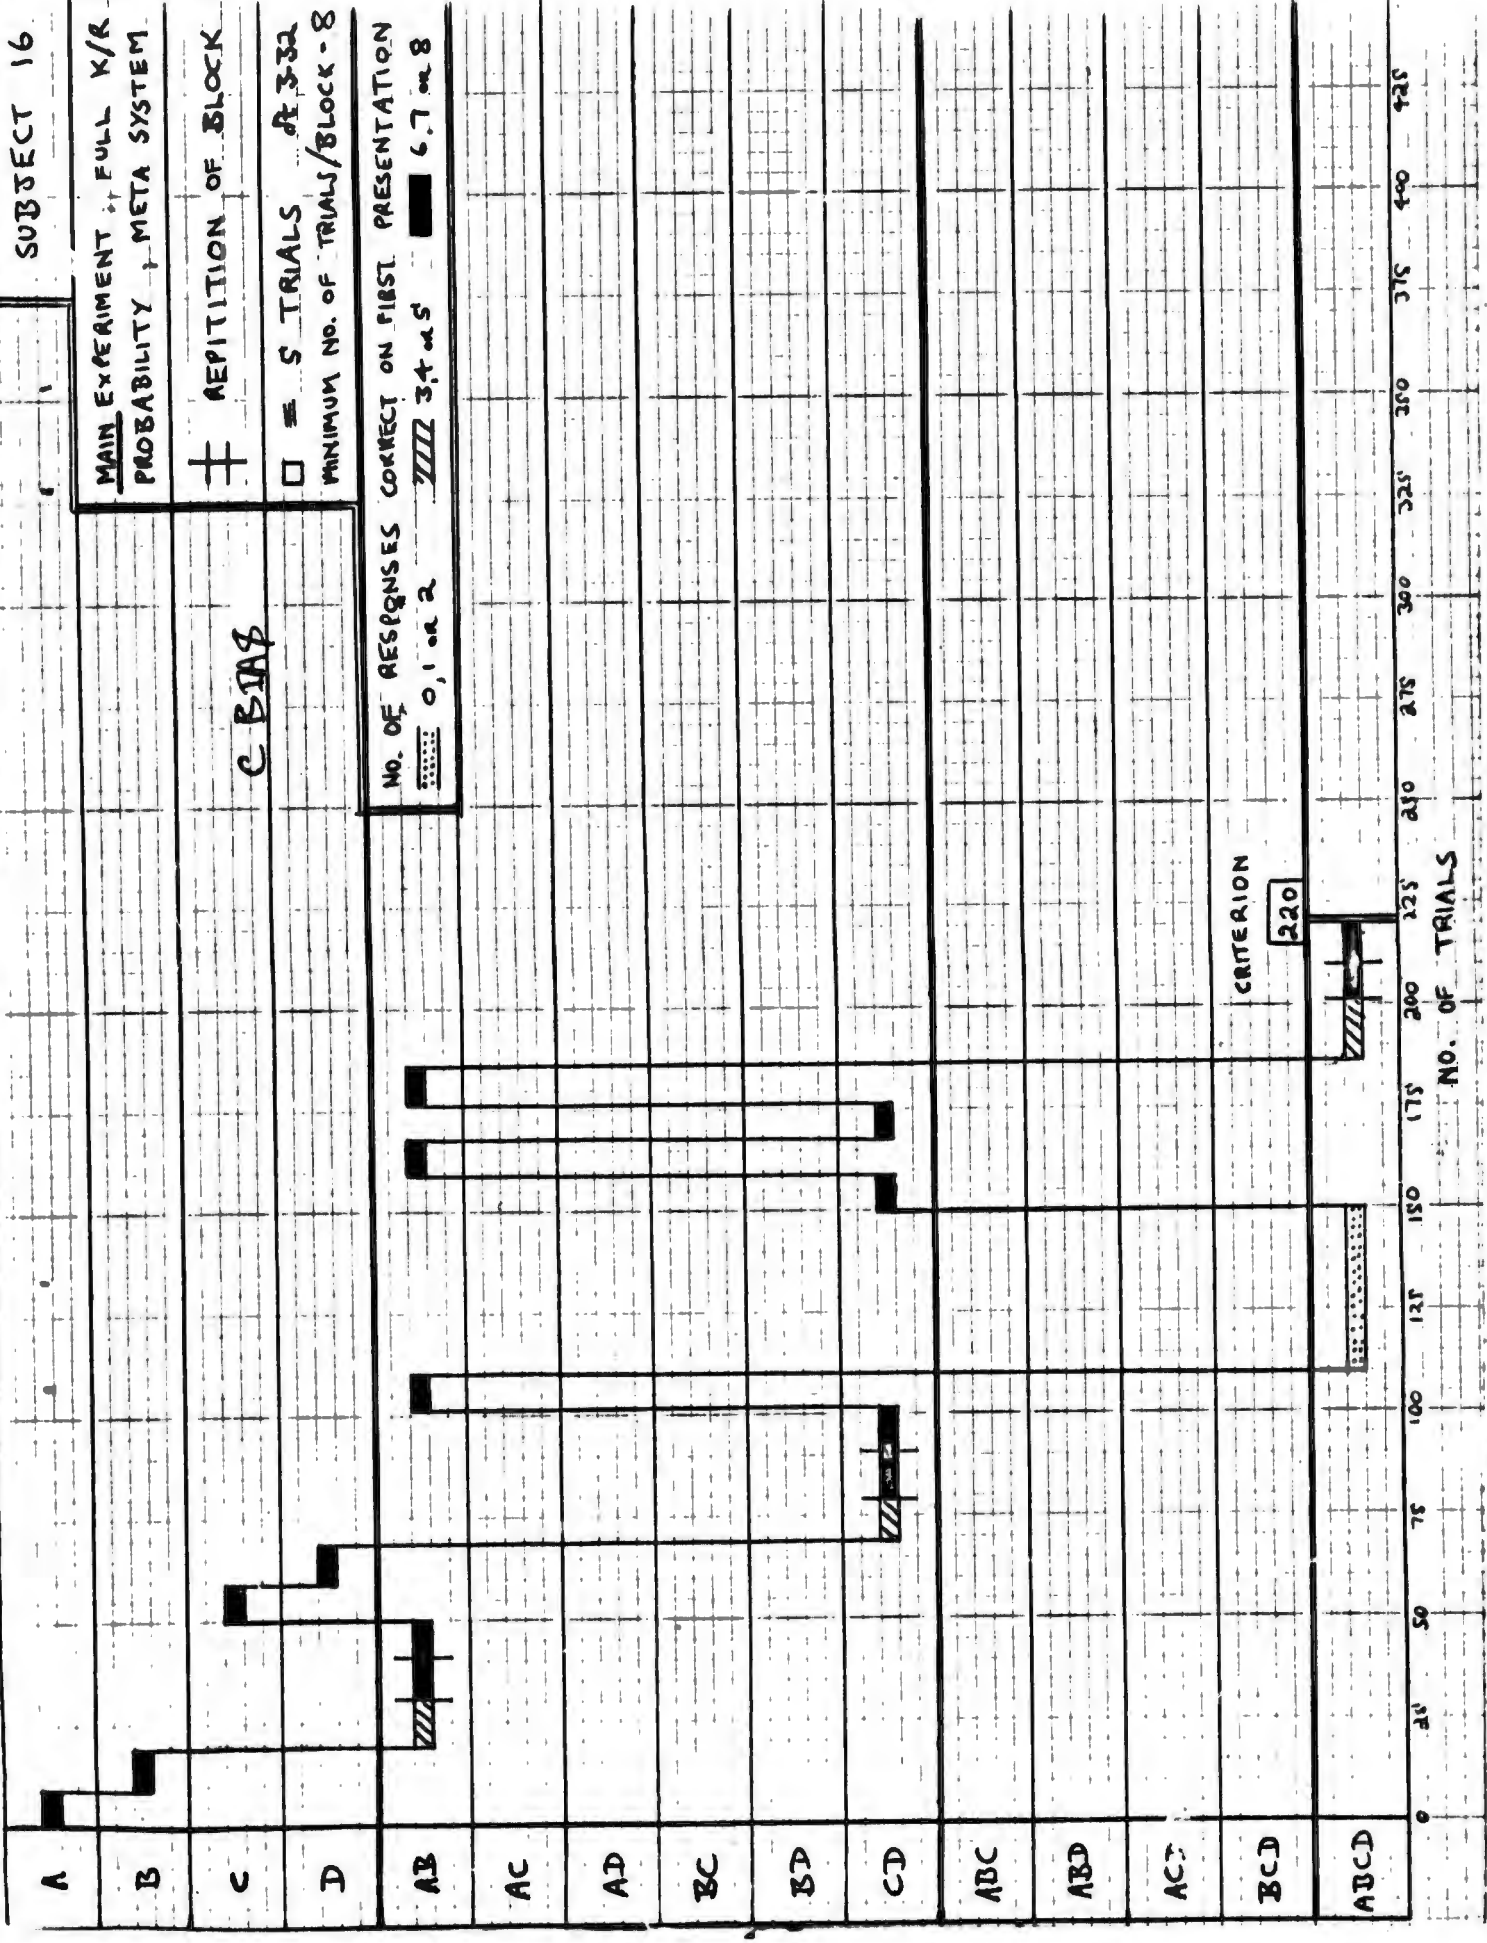 SUBJECT 16
MAIN EXPERIMENT. FULL K/R
PROBABILITY, META SYSTEM
REPITITION OF BLOCK
= 5 TRIALS
MINIMUM NO. OF TRIALS/BLOCK - 8
NO. OF RESPONSES CORRECT ON FIRST PRESENTATION
0, 1 or 2 3,4 or 5 6,7 or 8
A
B
C
D
AB
AC
AD
BC
BD
CD
ABC
ABD
BCD
ABCD
CRITERION
220
0 25 50 75 100 125 150 175 200 225 250 275 300 325 350 375 400 425
NO. OF TRIALS